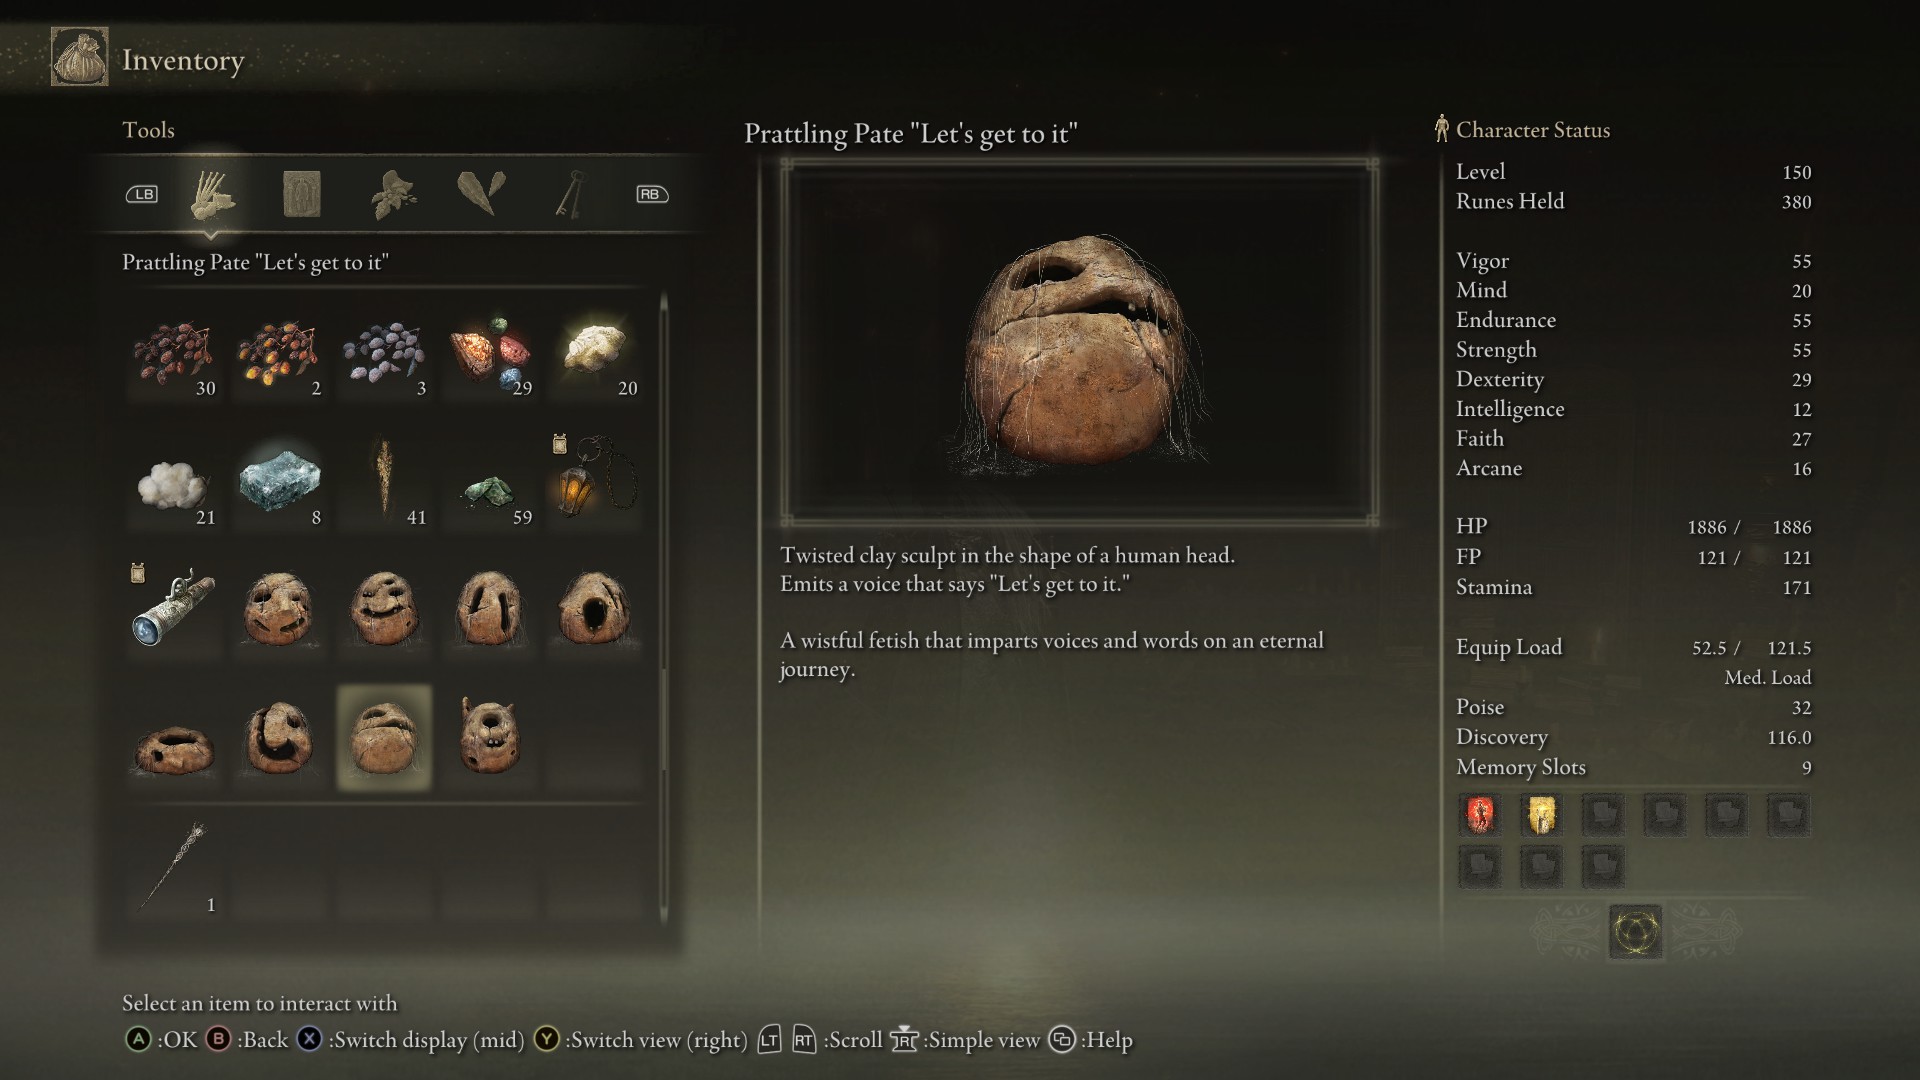 Inventory
Tools
LB
RB
Prattling Pate "Let's get to it"
30
2
3
29
20
21
8
41
59
1
Prattling Pate "Let's get to it"
Twisted clay sculpt in the shape of a human head.
Emits a voice that says "Let's get to it."
A wistful fetish that imparts voices and words on an eternal
journey.
Character Status
Level 150
Runes Held 380
Vigor 55
Mind 20
Endurance 55
Strength 55
Dexterity 29
Intelligence 12
Faith 27
Arcane 16
HP 1886 / 1886
FP 121 / 121
Stamina 171
Equip Load 52.5 / 121.5
Med. Load
Poise 32
Discovery 116.0
Memory Slots 9
Select an item to interact with
A :OK B :Back X :Switch display (mid) Y :Switch view (right) LT RT :Scroll R :Simple view :Help